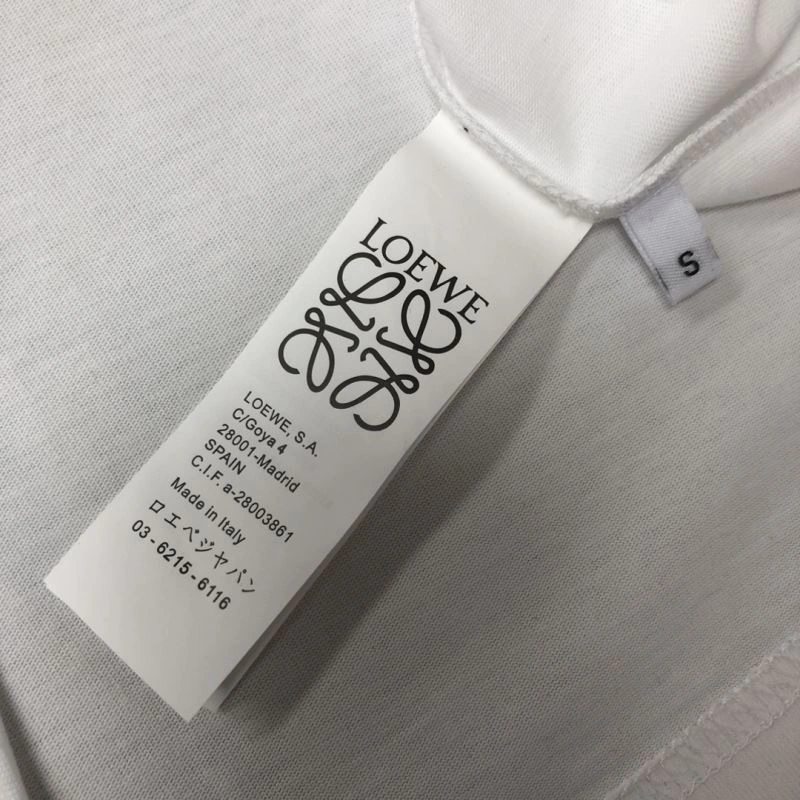 LOEWE
LOEWE, S.A.
C/Goya 4
28001-Madrid
SPAIN
C.I.F. a-28003861
Made in Italy
ロエベジヤパン
03 - 6215 - 6116
S